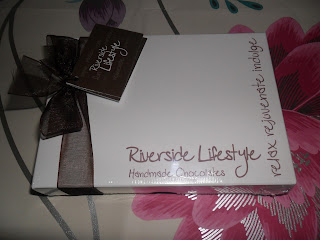 Riverside
Lifestyle
Riverside Lifestyle
Handmade Chocolates
relax rejuvenate indulge